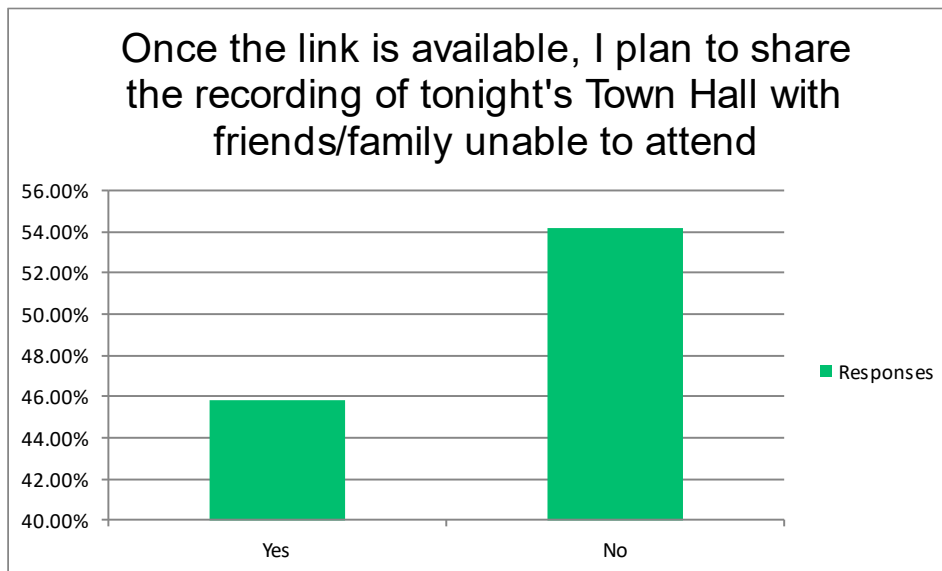 Once the link is available, I plan to share
the recording of tonight's Town Hall with
friends/family unable to attend
56.00%
54.00%
52.00%
50.00%
48.00%
46.00%
44.00%
42.00%
40.00%
Yes
No
Responses